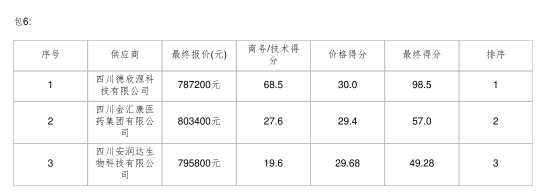 包6:
序号 供应商 最终报价(元) 商务/技术得分 价格得分 最终得分 排序
1 四川德欣源科技有限公司 787200元 68.5 30.0 98.5 1
2 四川金汇康医药集团有限公司 803400元 27.6 29.4 57.0 2
3 四川安润达生物科技有限公司 795800元 19.6 29.68 49.28 3